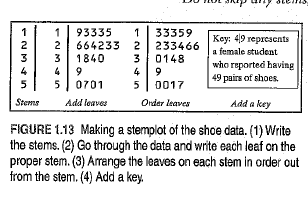 Do not skip any stems,
1 1 93335 1 33359
2 2 664233 2 233466
3 3 1840 3 0148
4 4 9 4 9
5 5 0701 5 0017
Key: 4|9 represents
a female student
who reported having
49 pairs of shoes.
Stems Add leaves Order leaves Add a key
FIGURE 1.13 Making a stemplot of the shoe data. (1) Write
the stems. (2) Go through the data and write each leaf on the
proper stem. (3) Arrange the leaves on each stem in order out
from the stem. (4) Add a key.